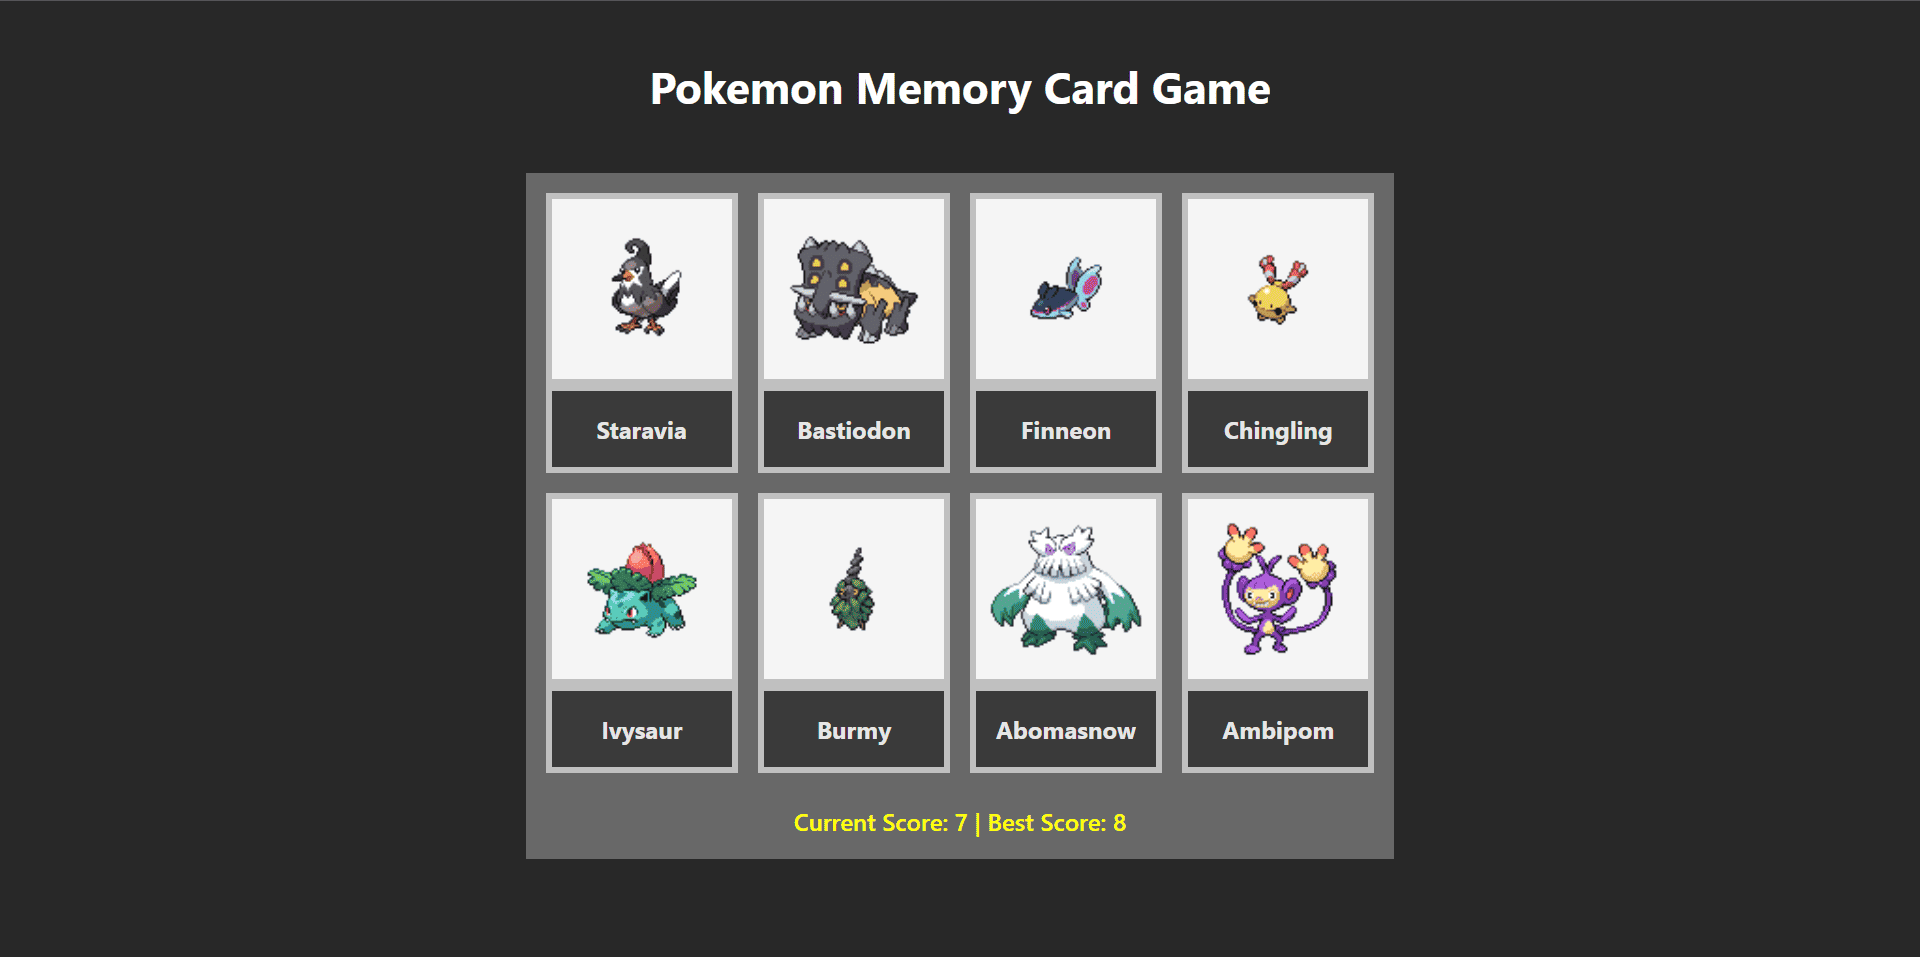 Pokemon Memory Card Game
Staravia
Bastiodon
Finneon
Chingling
Ivysaur
Burmy
Abomasnow
Ambipom
Current Score: 7 | Best Score: 8